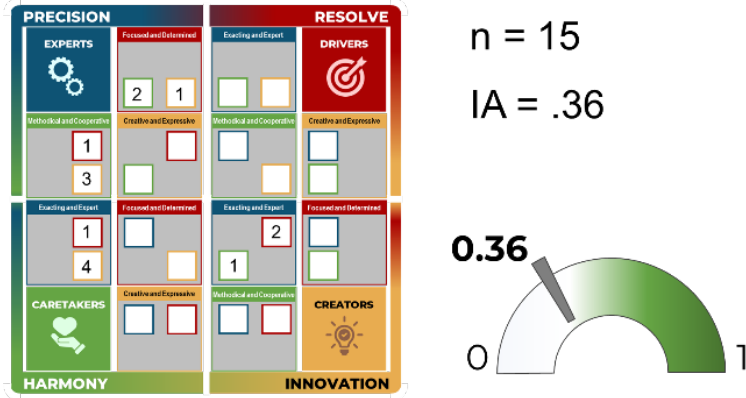 PRECISION RESOLVE
EXPERTS
Focused and Determined
Exacting and Expert
DRIVERS
2 1
Methodical and Cooperative
Creative and Expressive
Methodical and Cooperative
Creative and Expressive
1
3
Exacting and Expert
Focused and Determined
Exacting and Expert
Focused and Determined
1
2
4
1
CARETAKERS
Creative and Expressive
Methodical and Cooperative
CREATORS
HARMONY INNOVATION
n = 15
IA = .36
0.36
0 1